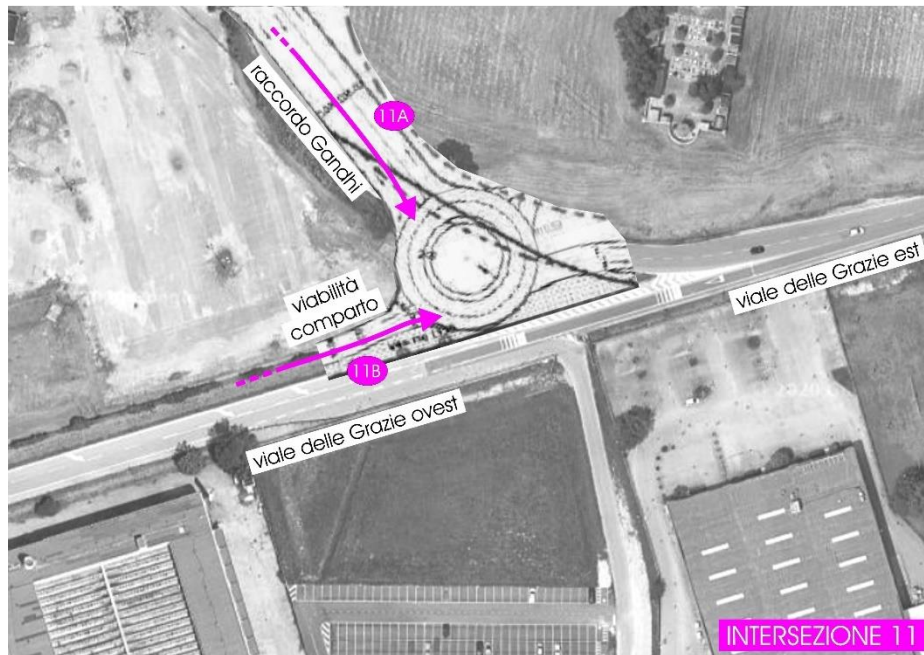 11A
raccordo Gandhi
viabilità
comparto
viale delle Grazie est
11B
viale delle Grazie ovest
INTERSEZIONE 11